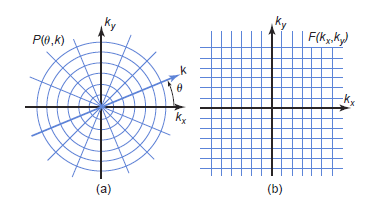 P(θ,k)
k_y
k
θ
k_x
(a)
k_y
F(k_x,k_y)
k_x
(b)